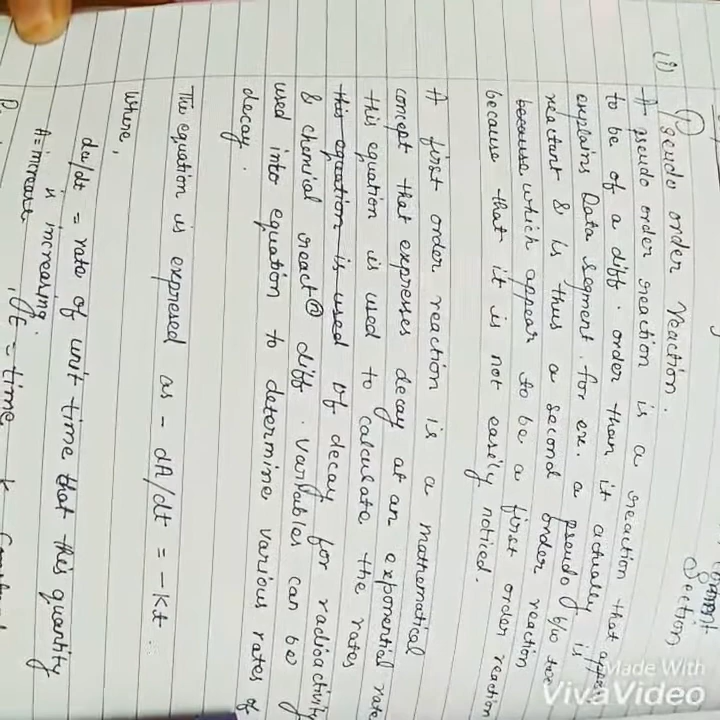 Section
(i) Pseudo order Reaction.
A pseudo order reaction is a reaction that
to be of a diff. order than it actually is
explains Data Segment. for ex. a pseudo b/w two
reactant & is thus a second order reaction
because which appear to be a first order reaction
because that it is not easily noticed.
A first order reaction is a mathematical
concept that expresses decay at an exponential rate
this equation is used to calculate the rates
this equation is used of decay for radioactivity
& chemical react diff. variables can be
used into equation to determine various rates of
decay.
The equation is expresed as - dA/dt = -Kt
Where,
da/dt = rate of unit time that this quantity
is increasing
A = increase, dt = time
Made With
VivaVideo